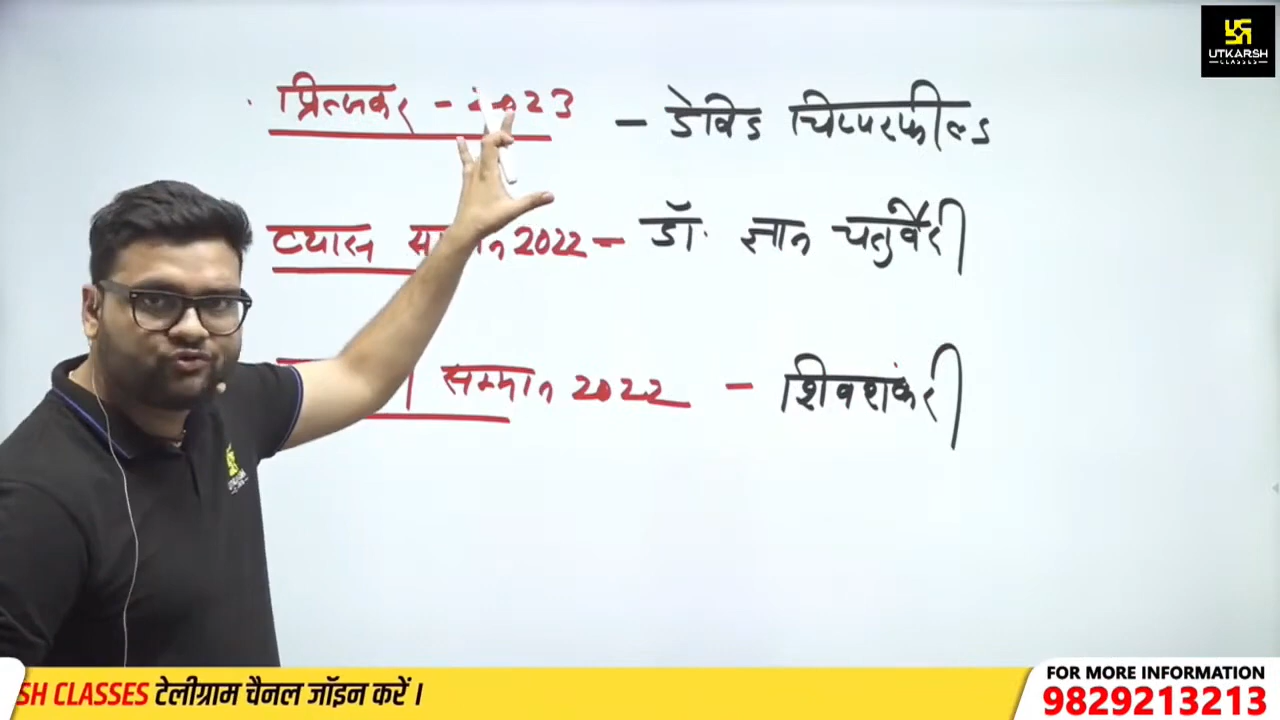 UTKARSH
CLASSES
प्रित्जकर - 2023 - डेविड चिप्परफील्ड
व्यास 2022 - डॉ. ज्ञान चतुर्वेदी
सम्मान 2022 - शिवशंकरी
UTKARSH
SH CLASSES टेलीग्राम चैनल जॉइन करें।
FOR MORE INFORMATION
9829213213